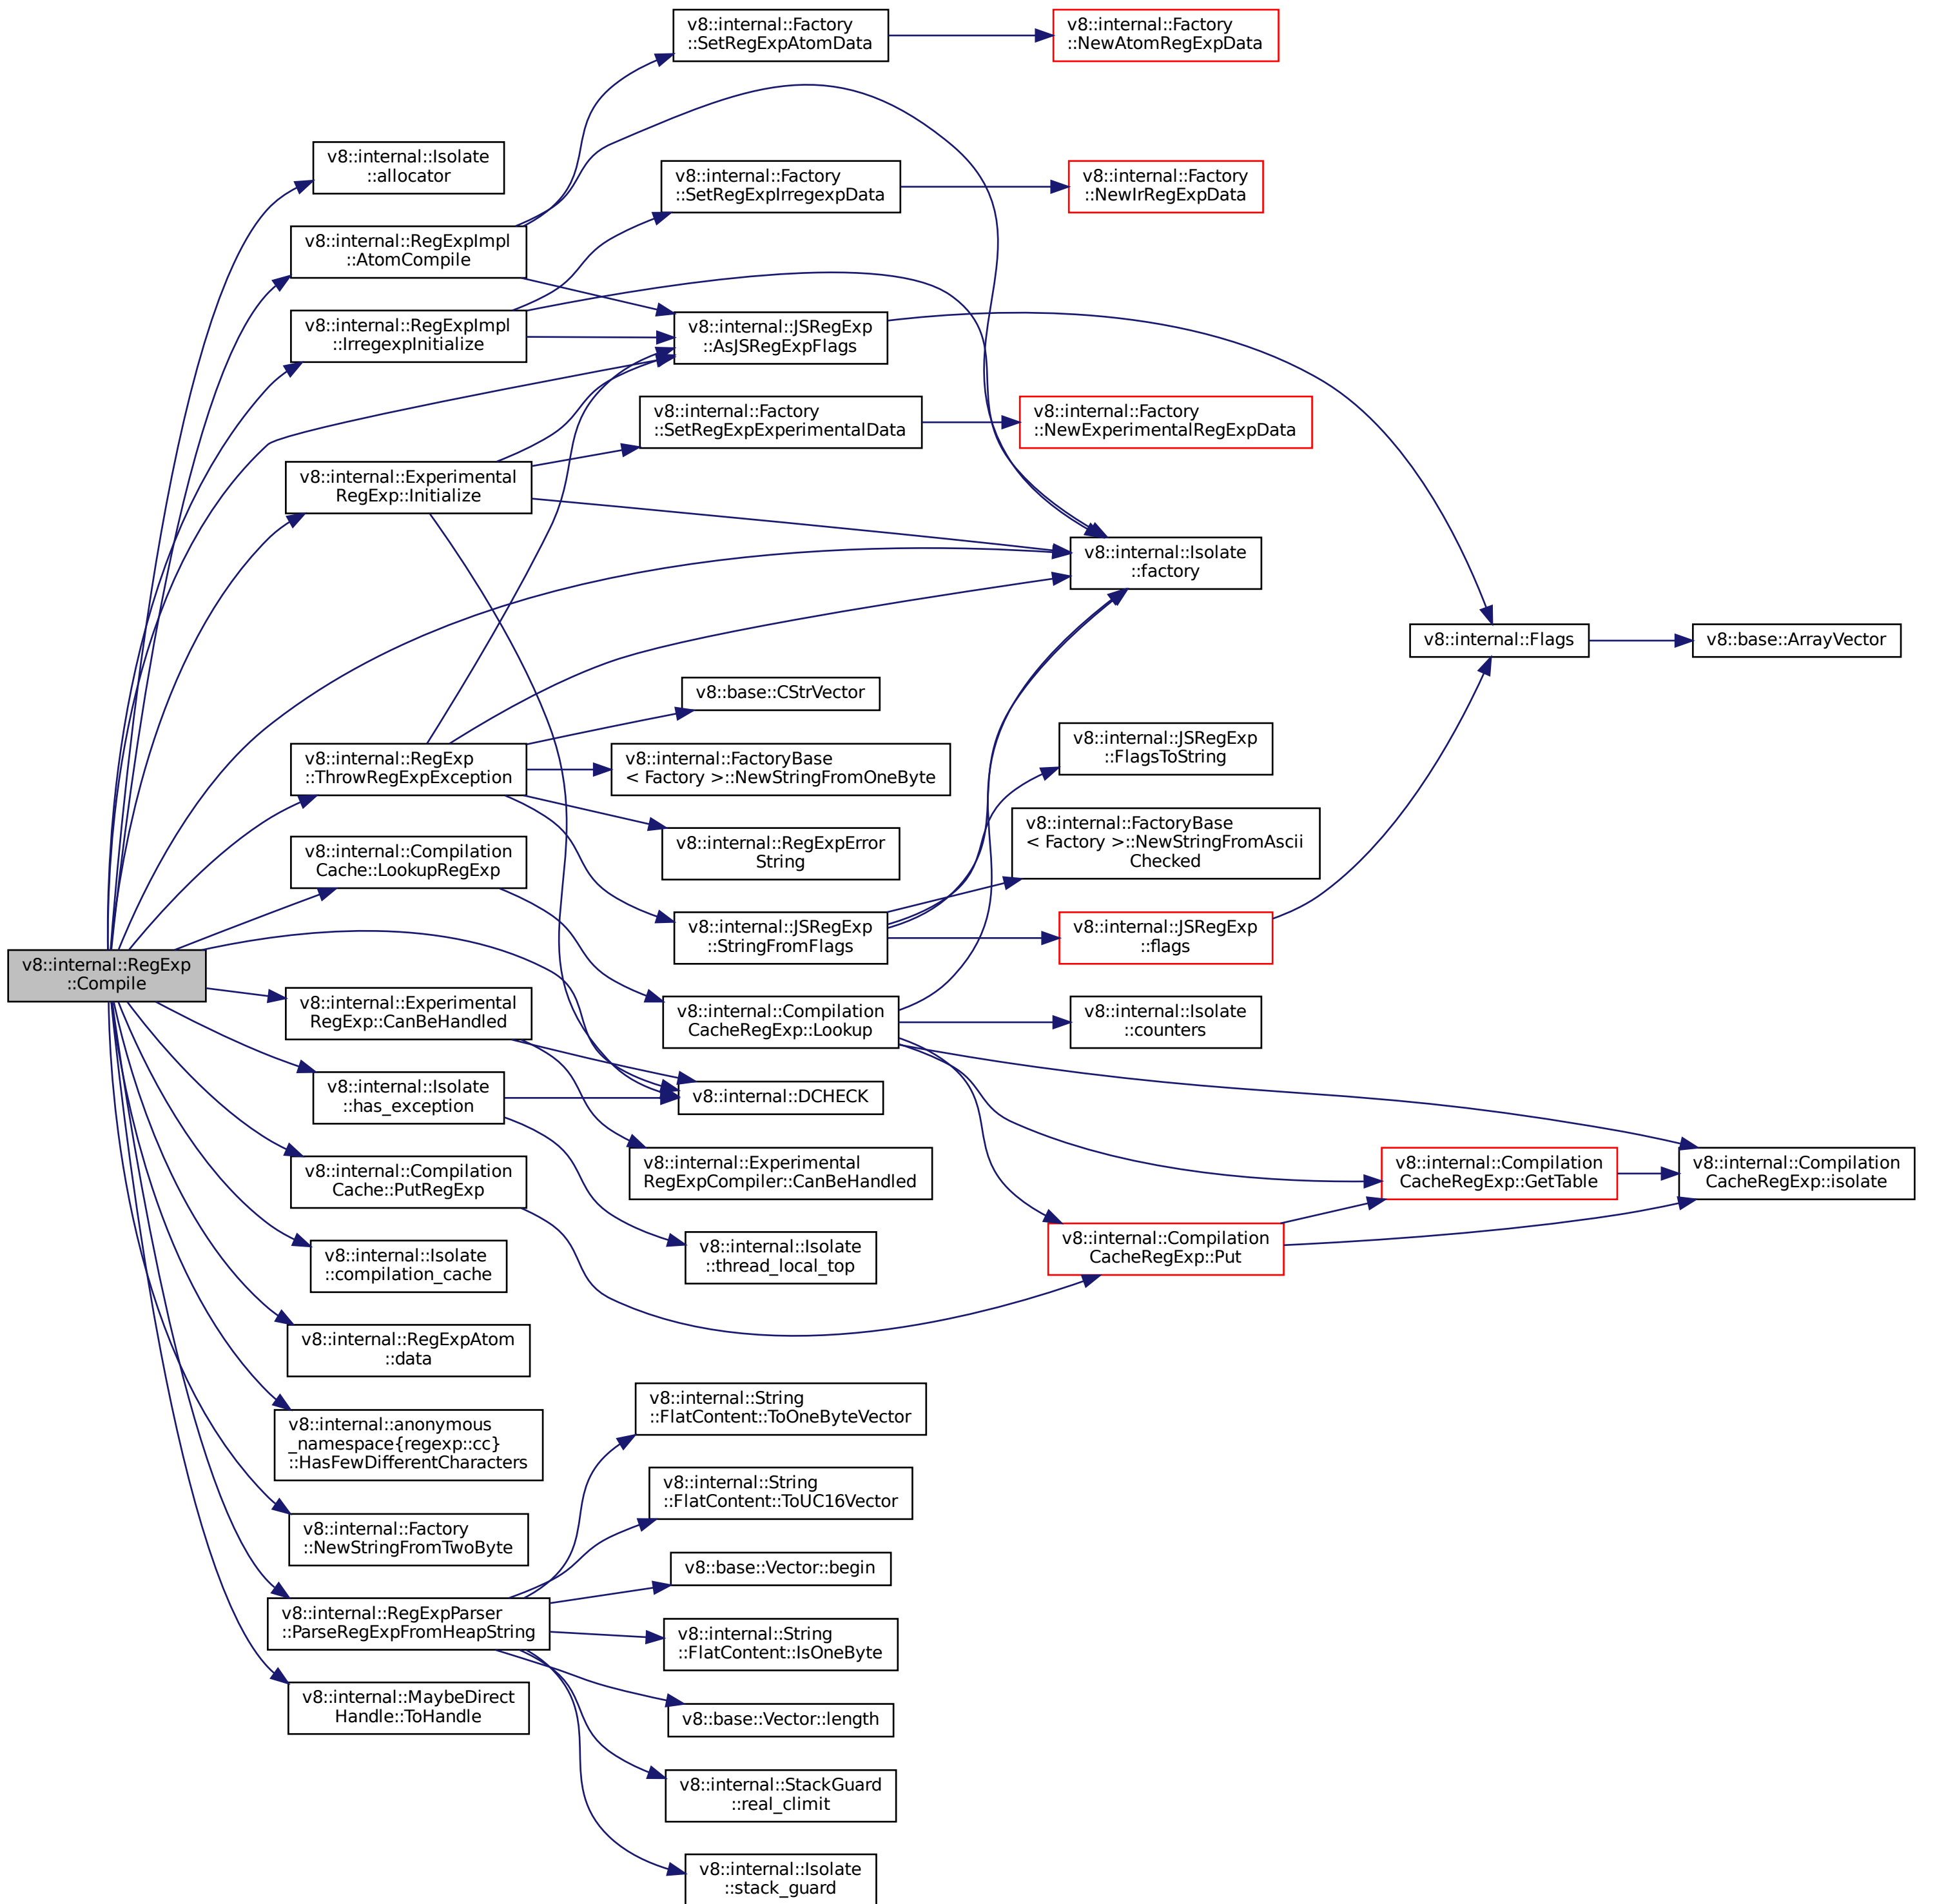 v8::internal::RegExp
::Compile
v8::internal::Isolate
::allocator
v8::internal::RegExpImpl
::AtomCompile
v8::internal::RegExpImpl
::IrregexpInitialize
v8::internal::Experimental
RegExp::Initialize
v8::internal::RegExp
::ThrowRegExpException
v8::internal::Compilation
Cache::LookupRegExp
v8::internal::Experimental
RegExp::CanBeHandled
v8::internal::Isolate
::has_exception
v8::internal::Compilation
Cache::PutRegExp
v8::internal::Isolate
::compilation_cache
v8::internal::RegExpAtom
::data
v8::internal::anonymous
_namespace{regexp::cc}
::HasFewDifferentCharacters
v8::internal::Factory
::NewStringFromTwoByte
v8::internal::RegExpParser
::ParseRegExpFromHeapString
v8::internal::MaybeDirect
Handle::ToHandle
v8::internal::Factory
::SetRegExpAtomData
v8::internal::Factory
::SetRegExpIrregexpData
v8::internal::JSRegExp
::AsJSRegExpFlags
v8::internal::Factory
::SetRegExpExperimentalData
v8::base::CStrVector
v8::internal::FactoryBase
< Factory >::NewStringFromOneByte
v8::internal::RegExpError
String
v8::internal::JSRegExp
::StringFromFlags
v8::internal::Compilation
CacheRegExp::Lookup
v8::internal::DCHECK
v8::internal::Experimental
RegExpCompiler::CanBeHandled
v8::internal::Isolate
::thread_local_top
v8::internal::String
::FlatContent::ToOneByteVector
v8::internal::String
::FlatContent::ToUC16Vector
v8::base::Vector::begin
v8::internal::String
::FlatContent::IsOneByte
v8::base::Vector::length
v8::internal::StackGuard
::real_climit
v8::internal::Isolate
::stack_guard
v8::internal::Factory
::NewAtomRegExpData
v8::internal::Factory
::NewIrRegExpData
v8::internal::Factory
::NewExperimentalRegExpData
v8::internal::Isolate
::factory
v8::internal::JSRegExp
::FlagsToString
v8::internal::FactoryBase
< Factory >::NewStringFromAscii
Checked
v8::internal::JSRegExp
::flags
v8::internal::Isolate
::counters
v8::internal::Compilation
CacheRegExp::Put
v8::internal::Flags
v8::internal::Compilation
CacheRegExp::GetTable
v8::base::ArrayVector
v8::internal::Compilation
CacheRegExp::isolate